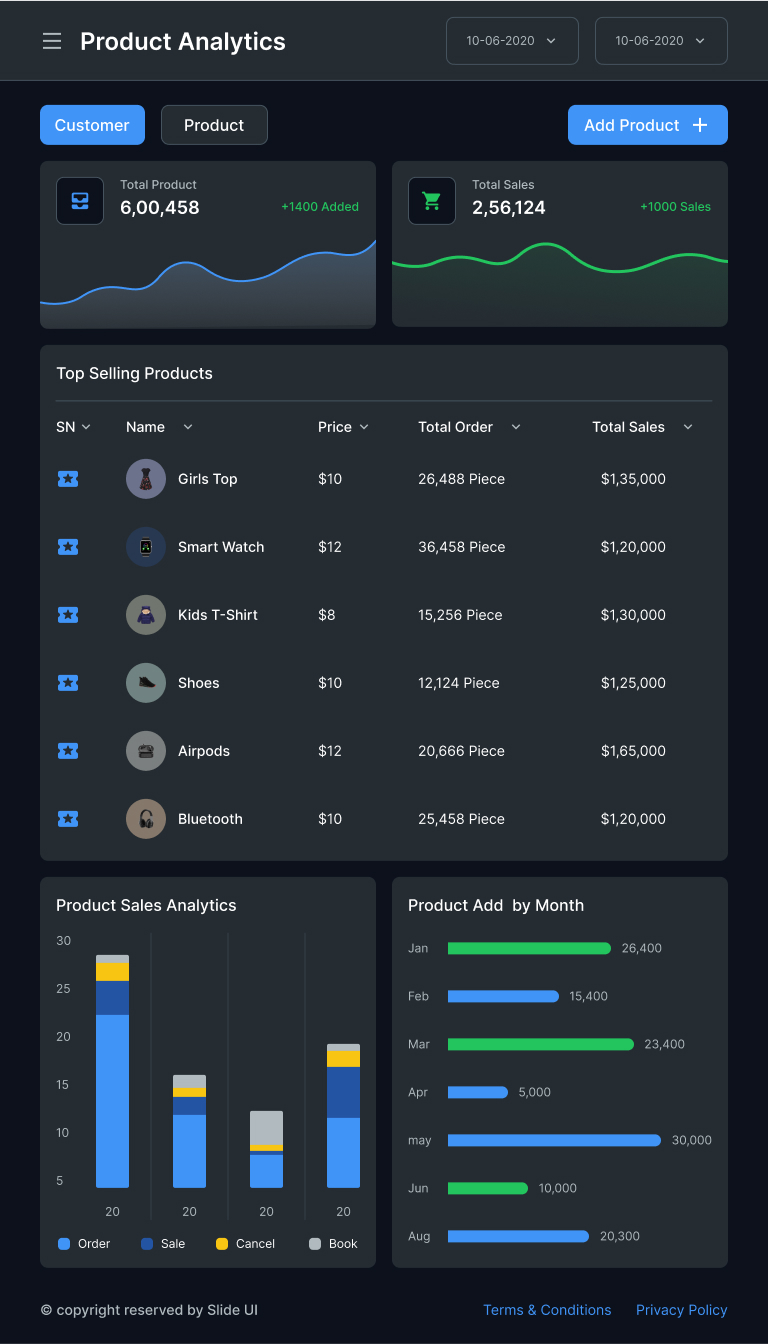 Product Analytics
10-06-2020
10-06-2020
Customer
Product
Add Product
Total Product
6,00,458
+1400 Added
Total Sales
2,56,124
+1000 Sales
Top Selling Products
SN Name Price Total Order Total Sales
Girls Top $10 26,488 Piece $1,35,000
Smart Watch $12 36,458 Piece $1,20,000
Kids T-Shirt $8 15,256 Piece $1,30,000
Shoes $10 12,124 Piece $1,25,000
Airpods $12 20,666 Piece $1,65,000
Bluetooth $10 25,458 Piece $1,20,000
Product Sales Analytics
30
25
20
15
10
5
20 20 20 20
Order Sale Cancel Book
Product Add  by Month
Jan 26,400
Feb 15,400
Mar 23,400
Apr 5,000
may 30,000
Jun 10,000
Aug 20,300
© copyright reserved by Slide UI
Terms & Conditions
Privacy Policy